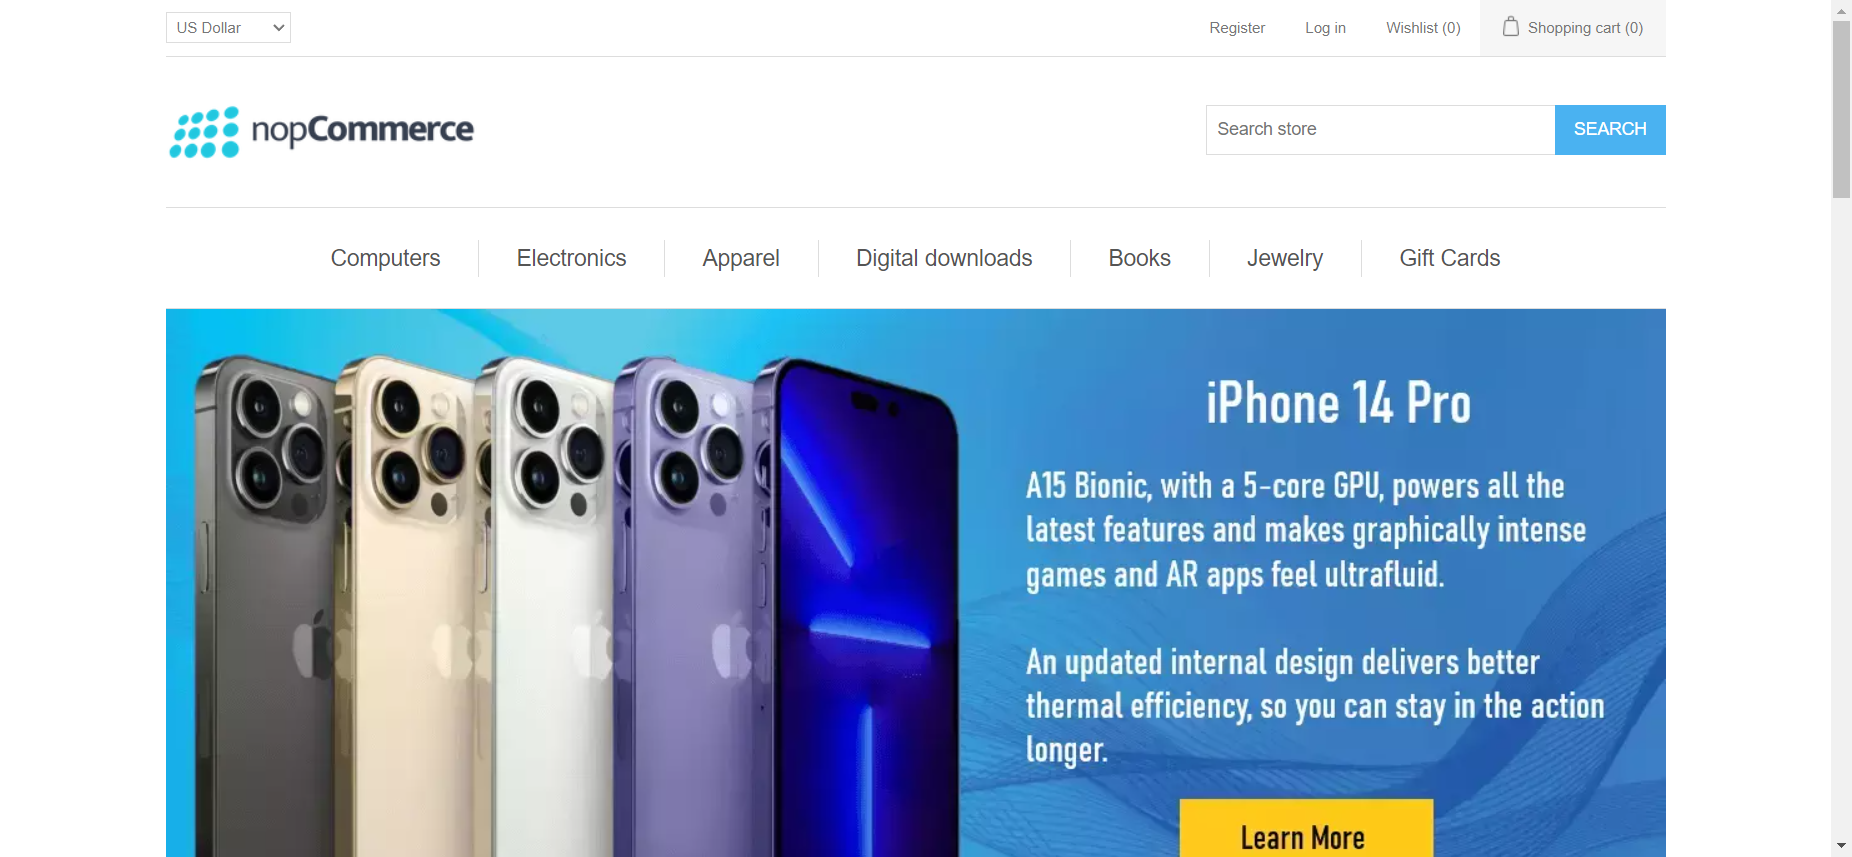 US Dollar
Register
Log in
Wishlist (0)
Shopping cart (0)
nopCommerce
Search store
SEARCH
Computers
Electronics
Apparel
Digital downloads
Books
Jewelry
Gift Cards
iPhone 14 Pro
A15 Bionic, with a 5-core GPU, powers all the
latest features and makes graphically intense
games and AR apps feel ultrafluid.
An updated internal design delivers better
thermal efficiency, so you can stay in the action
longer.
Learn More